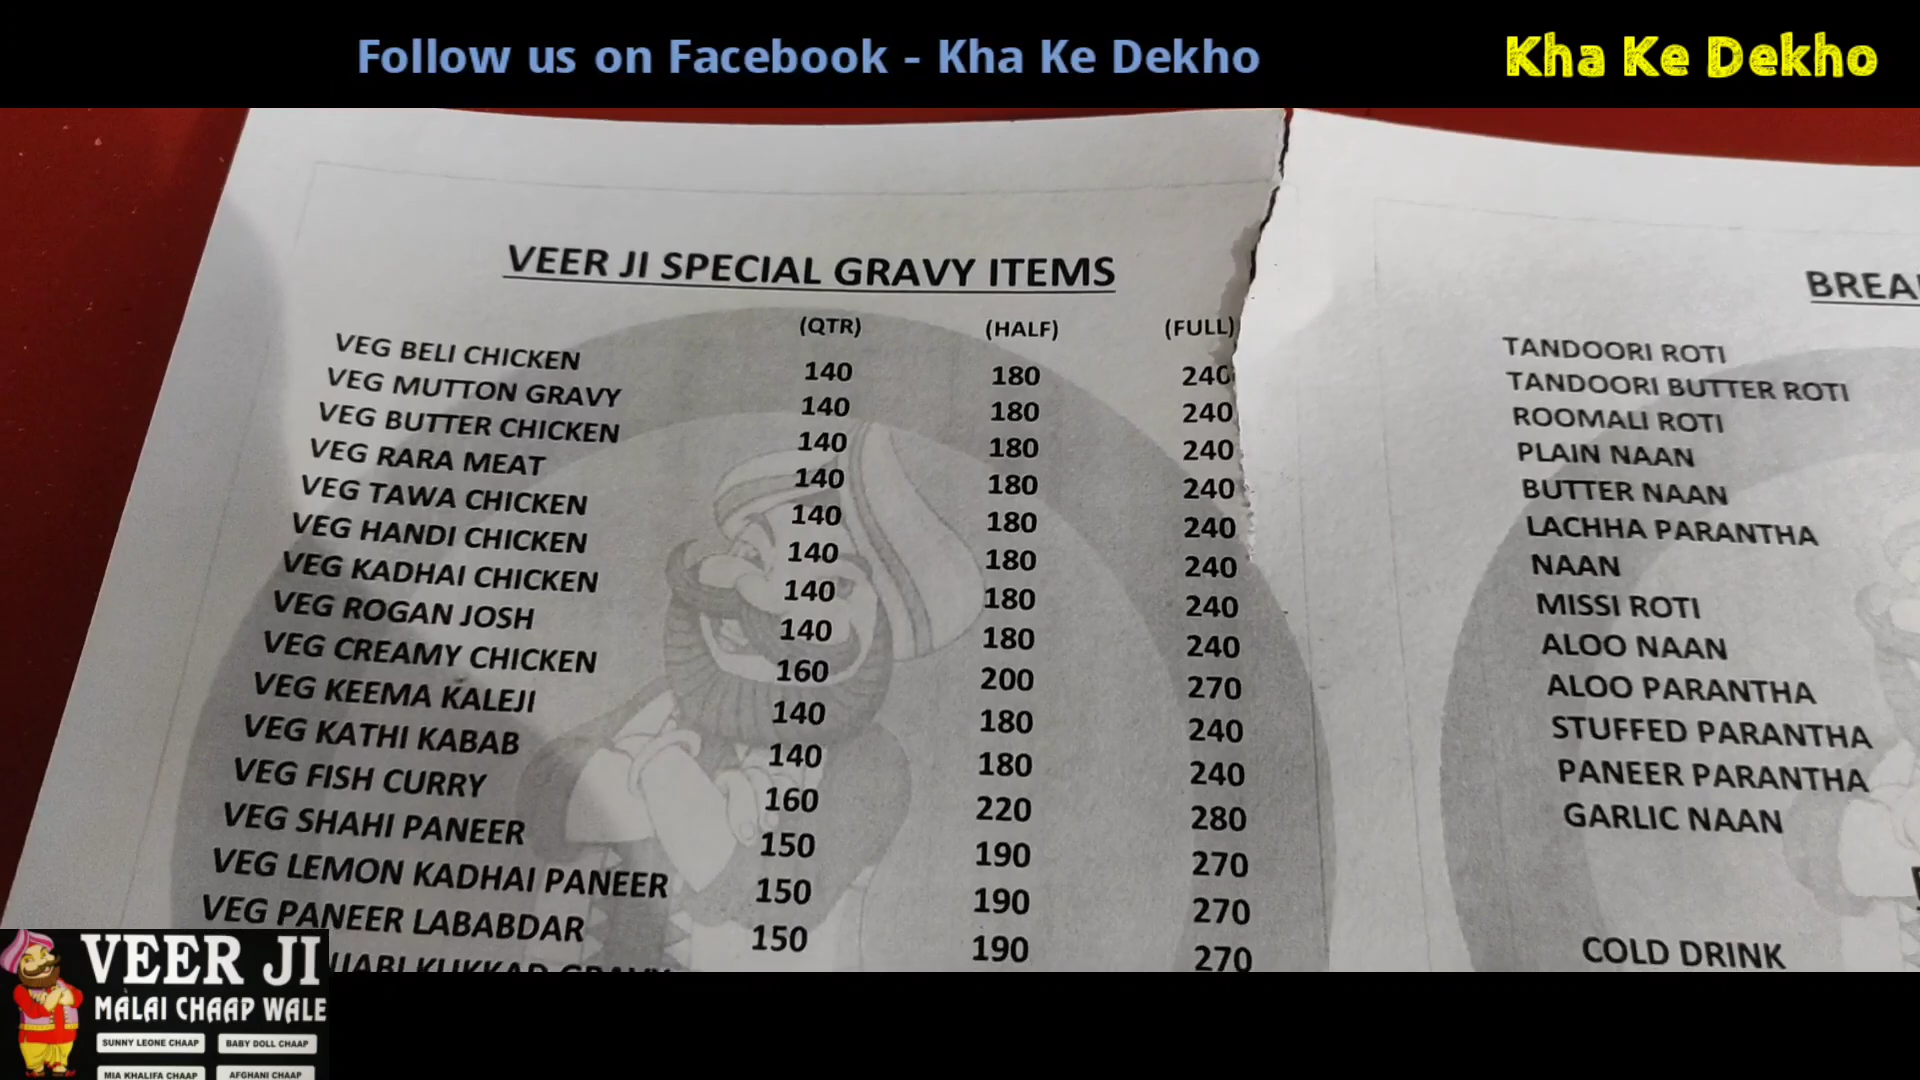 Follow us on Facebook - Kha Ke Dekho
Kha Ke Dekho
VEER JI SPECIAL GRAVY ITEMS
(QTR) (HALF) (FULL)
VEG BELI CHICKEN 140 180 240
VEG MUTTON GRAVY 140 180 240
VEG BUTTER CHICKEN 140 180 240
VEG RARA MEAT 140 180 240
VEG TAWA CHICKEN 140 180 240
VEG HANDI CHICKEN 140 180 240
VEG KADHAI CHICKEN 140 180 240
VEG ROGAN JOSH 140 180 240
VEG CREAMY CHICKEN 160 200 270
VEG KEEMA KALEJI 140 180 240
VEG KATHI KABAB 140 180 240
VEG FISH CURRY 160 220 280
VEG SHAHI PANEER 150 190 270
VEG LEMON KADHAI PANEER 150 190 270
VEG PANEER LABABDAR 150 190 270
TANDOORI ROTI
TANDOORI BUTTER ROTI
ROOMALI ROTI
PLAIN NAAN
BUTTER NAAN
LACHHA PARANTHA
NAAN
MISSI ROTI
ALOO NAAN
ALOO PARANTHA
STUFFED PARANTHA
PANEER PARANTHA
GARLIC NAAN
COLD DRINK
VEER JI
MALAI CHAAP WALE
SUNNY LEONE CHAAP
BABY DOLL CHAAP
MIA KHALIFA CHAAP
AFGHANI CHAAP